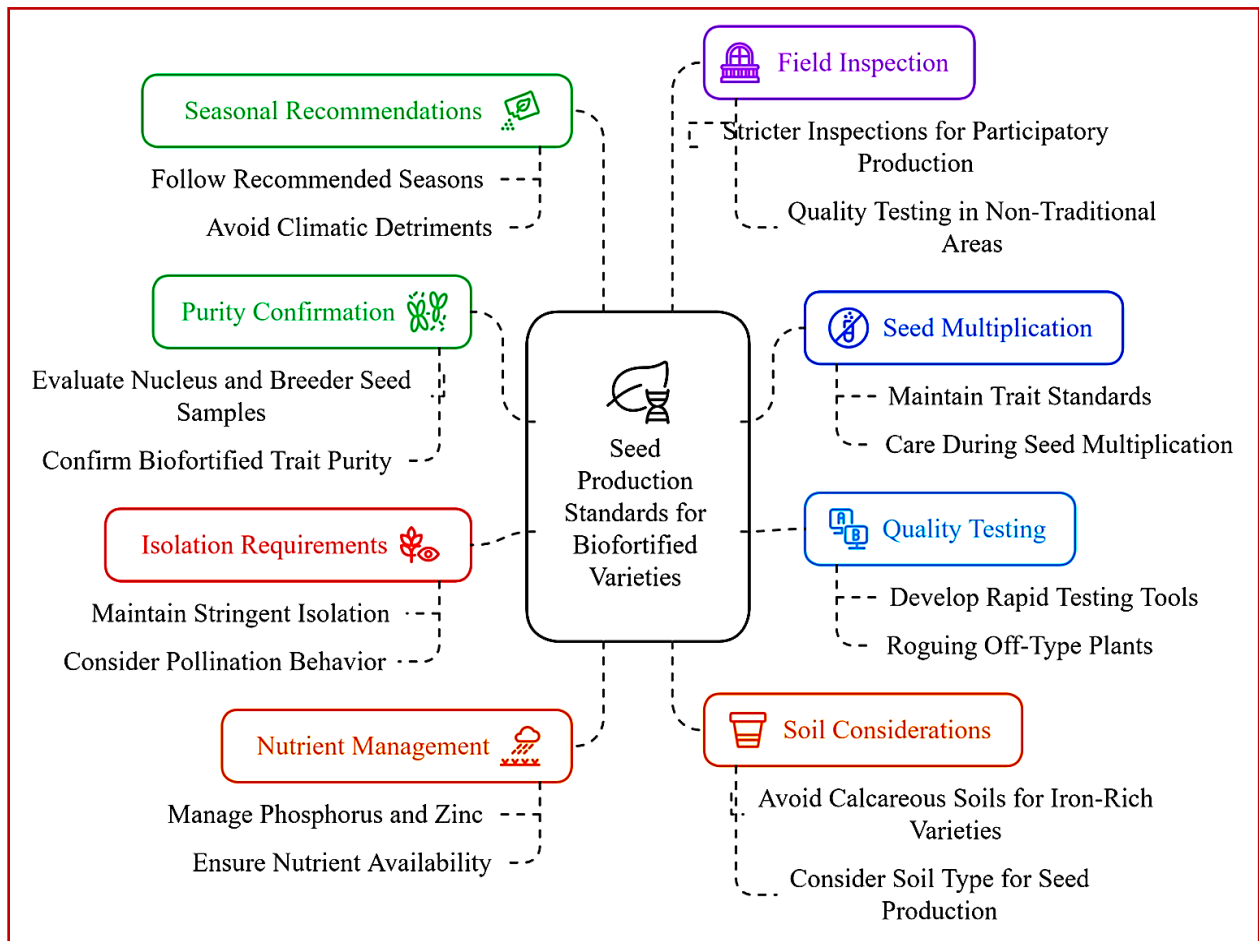 Seed
Production
Standards for
Biofortified
Varieties
Seasonal Recommendations
Follow Recommended Seasons
Avoid Climatic Detriments
Purity Confirmation
Evaluate Nucleus and Breeder Seed
Samples
Confirm Biofortified Trait Purity
Isolation Requirements
Maintain Stringent Isolation
Consider Pollination Behavior
Nutrient Management
Manage Phosphorus and Zinc
Ensure Nutrient Availability
Field Inspection
Stricter Inspections for Participatory
Production
Quality Testing in Non-Traditional
Areas
Seed Multiplication
Maintain Trait Standards
Care During Seed Multiplication
Quality Testing
A
B
Develop Rapid Testing Tools
Roguing Off-Type Plants
Soil Considerations
Avoid Calcareous Soils for Iron-Rich
Varieties
Consider Soil Type for Seed
Production